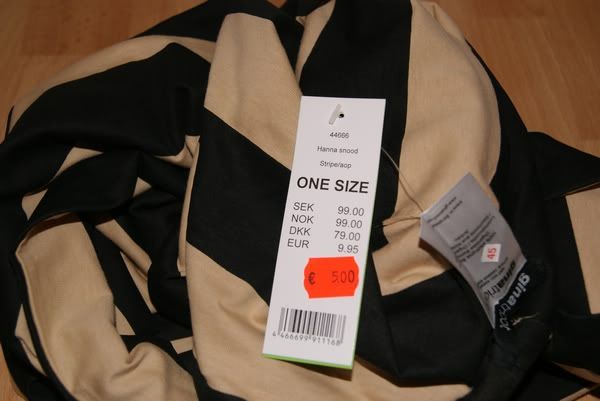 44666
Hanna snood
Stripe/aop
ONE SIZE
SEK 99.00
NOK 99.00
DKK 79.00
EUR 9.95
€ 5.00
4 466699 911168
45
ginatricot